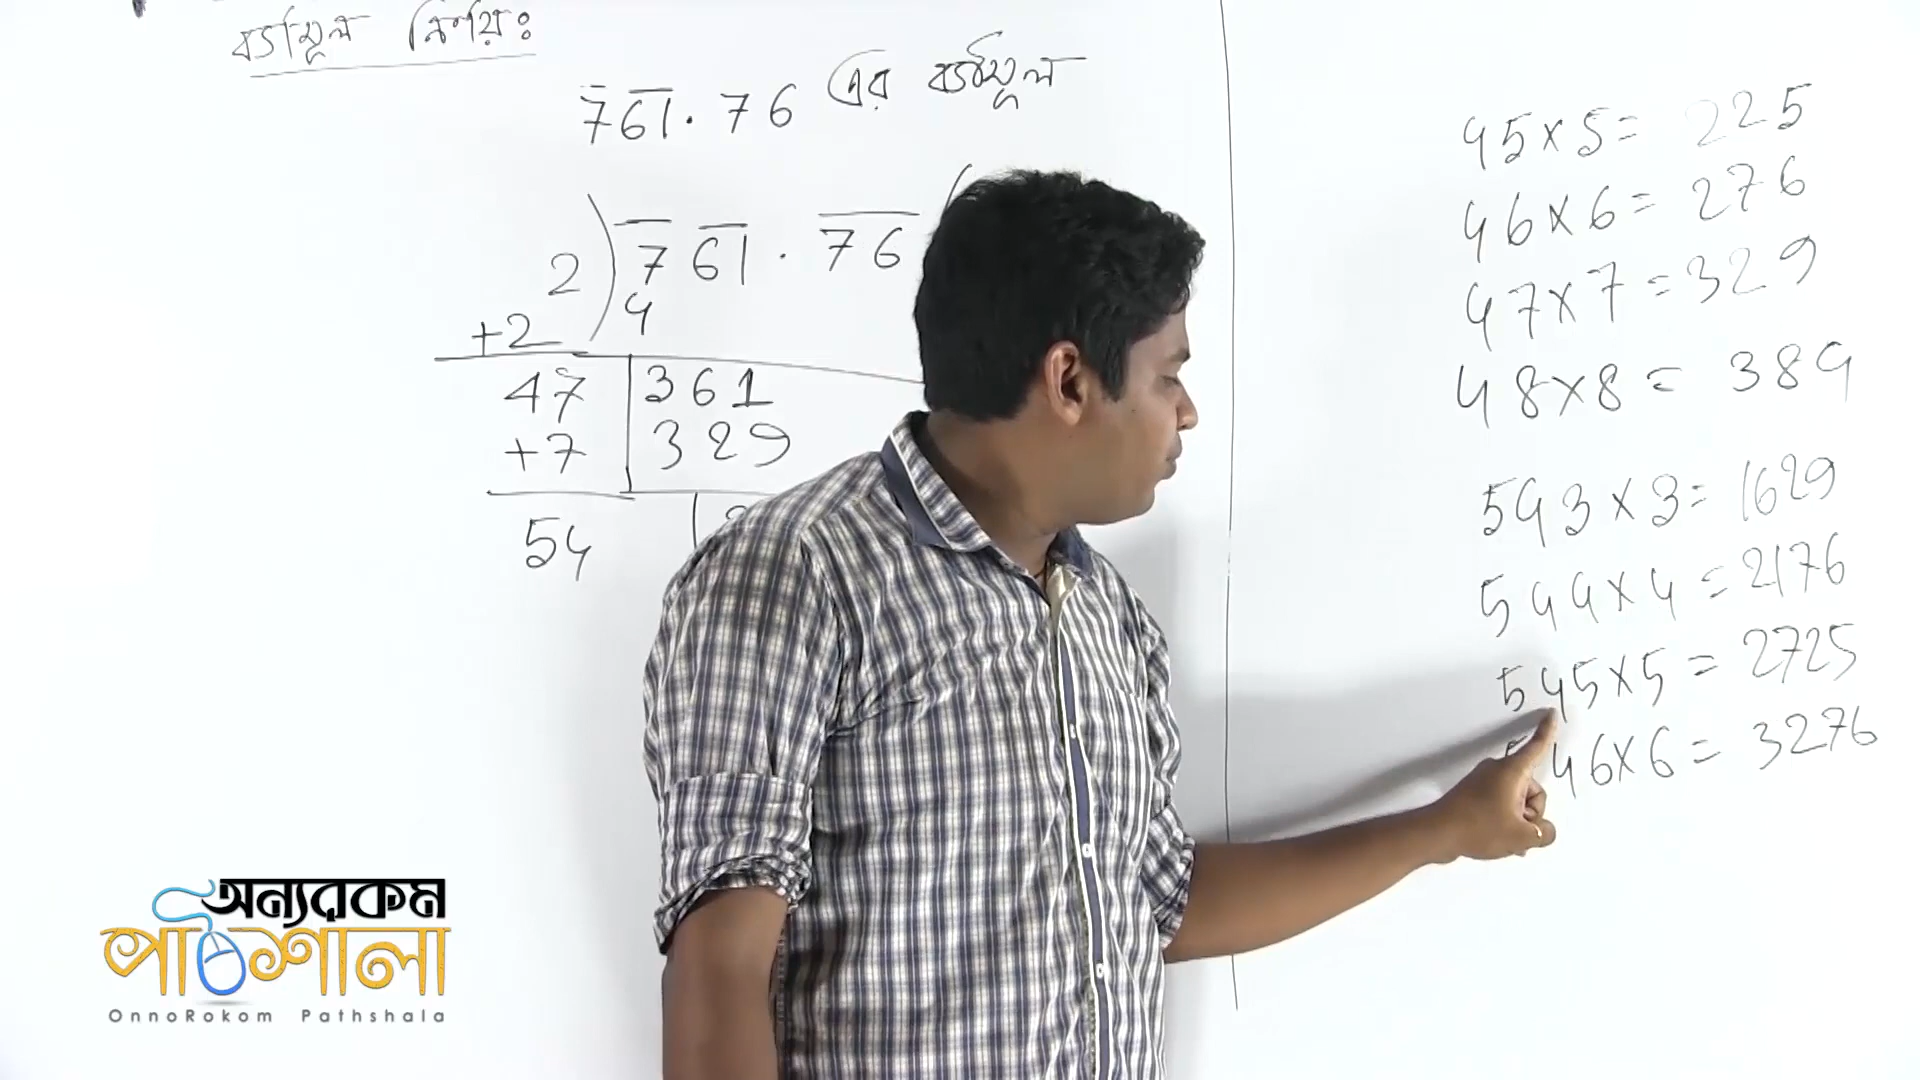 বর্গমূল নির্ণয়ঃ
761.76 এর বর্গমূল
2) 761.76 (
+2 4
47 361
+7 329
54
45×5= 225
46×6= 276
47×7=329
48×8= 384
543×3= 1629
544×4=2176
545×5=2725
46×6= 3276
অন্যরকম
পাঠশালা
OnnoRokom Pathshala